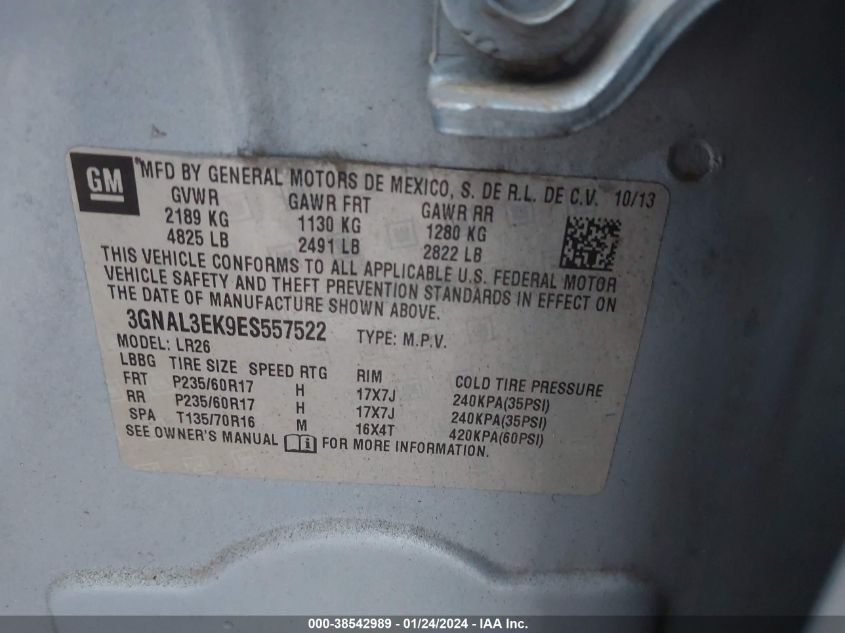 GM
MFD BY GENERAL MOTORS DE MEXICO, S. DE R.L. DE C.V. 10/13
GVWR GAWR FRT GAWR RR
2189 KG 1130 KG 1280 KG
4825 LB 2491 LB 2822 LB
THIS VEHICLE CONFORMS TO ALL APPLICABLE U.S. FEDERAL MOTOR
VEHICLE SAFETY AND THEFT PREVENTION STANDARDS IN EFFECT ON
THE DATE OF MANUFACTURE SHOWN ABOVE.
3GNAL3EK9ES557522 TYPE: M.P.V.
MODEL: LR26
LBBG TIRE SIZE SPEED RTG RIM COLD TIRE PRESSURE
FRT P235/60R17 H 17X7J 240KPA(35PSI)
RR P235/60R17 H 17X7J 240KPA(35PSI)
SPA T135/70R16 M 16X4T 420KPA(60PSI)
SEE OWNER'S MANUAL i FOR MORE INFORMATION.
000-38542989 - 01/24/2024 - IAA Inc.